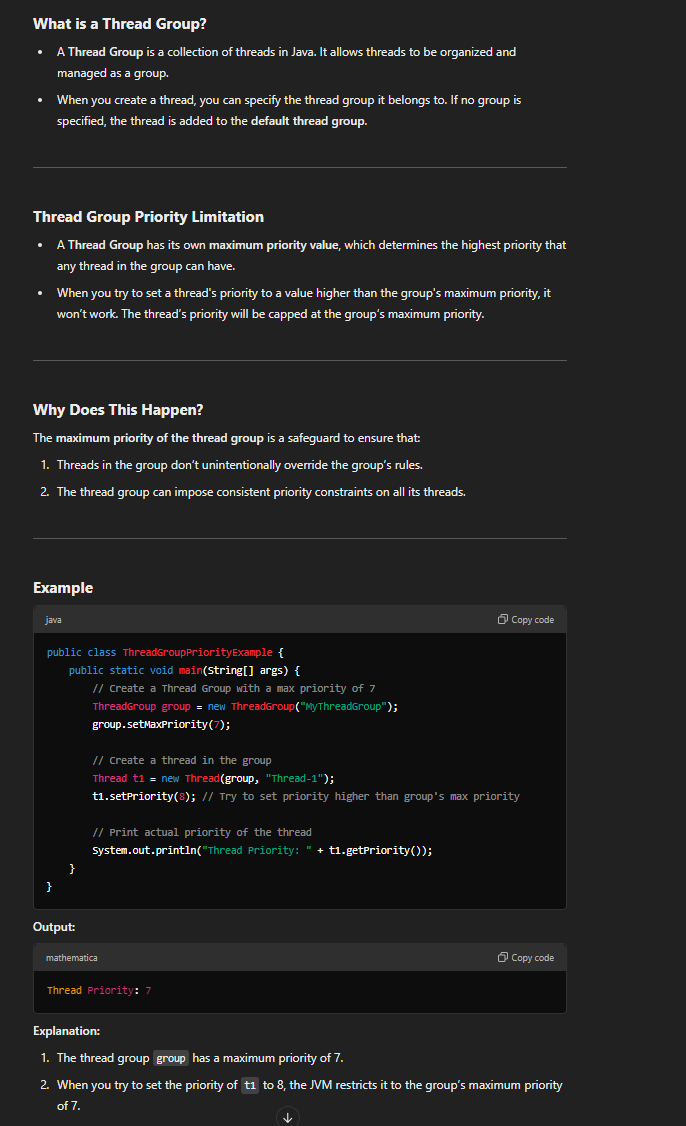 What is a Thread Group?
• A Thread Group is a collection of threads in Java. It allows threads to be organized and
managed as a group.
• When you create a thread, you can specify the thread group it belongs to. If no group is
specified, the thread is added to the default thread group.
Thread Group Priority Limitation
• A Thread Group has its own maximum priority value, which determines the highest priority that
any thread in the group can have.
• When you try to set a thread's priority to a value higher than the group's maximum priority, it
won't work. The thread's priority will be capped at the group's maximum priority.
Why Does This Happen?
The maximum priority of the thread group is a safeguard to ensure that:
1. Threads in the group don't unintentionally override the group's rules.
2. The thread group can impose consistent priority constraints on all its threads.
Example
java Copy code
public class ThreadGroupPriorityExample {
    public static void main(String[] args) {
        // Create a Thread Group with a max priority of 7
        ThreadGroup group = new ThreadGroup("MyThreadGroup");
        group.setMaxPriority(7);
        // Create a thread in the group
        Thread t1 = new Thread(group, "Thread-1");
        t1.setPriority(8); // Try to set priority higher than group's max priority
        // Print actual priority of the thread
        System.out.println("Thread Priority: " + t1.getPriority());
    }
}
Output:
mathematica Copy code
Thread Priority: 7
Explanation:
1. The thread group group has a maximum priority of 7.
2. When you try to set the priority of t1 to 8, the JVM restricts it to the group's maximum priority
of 7.